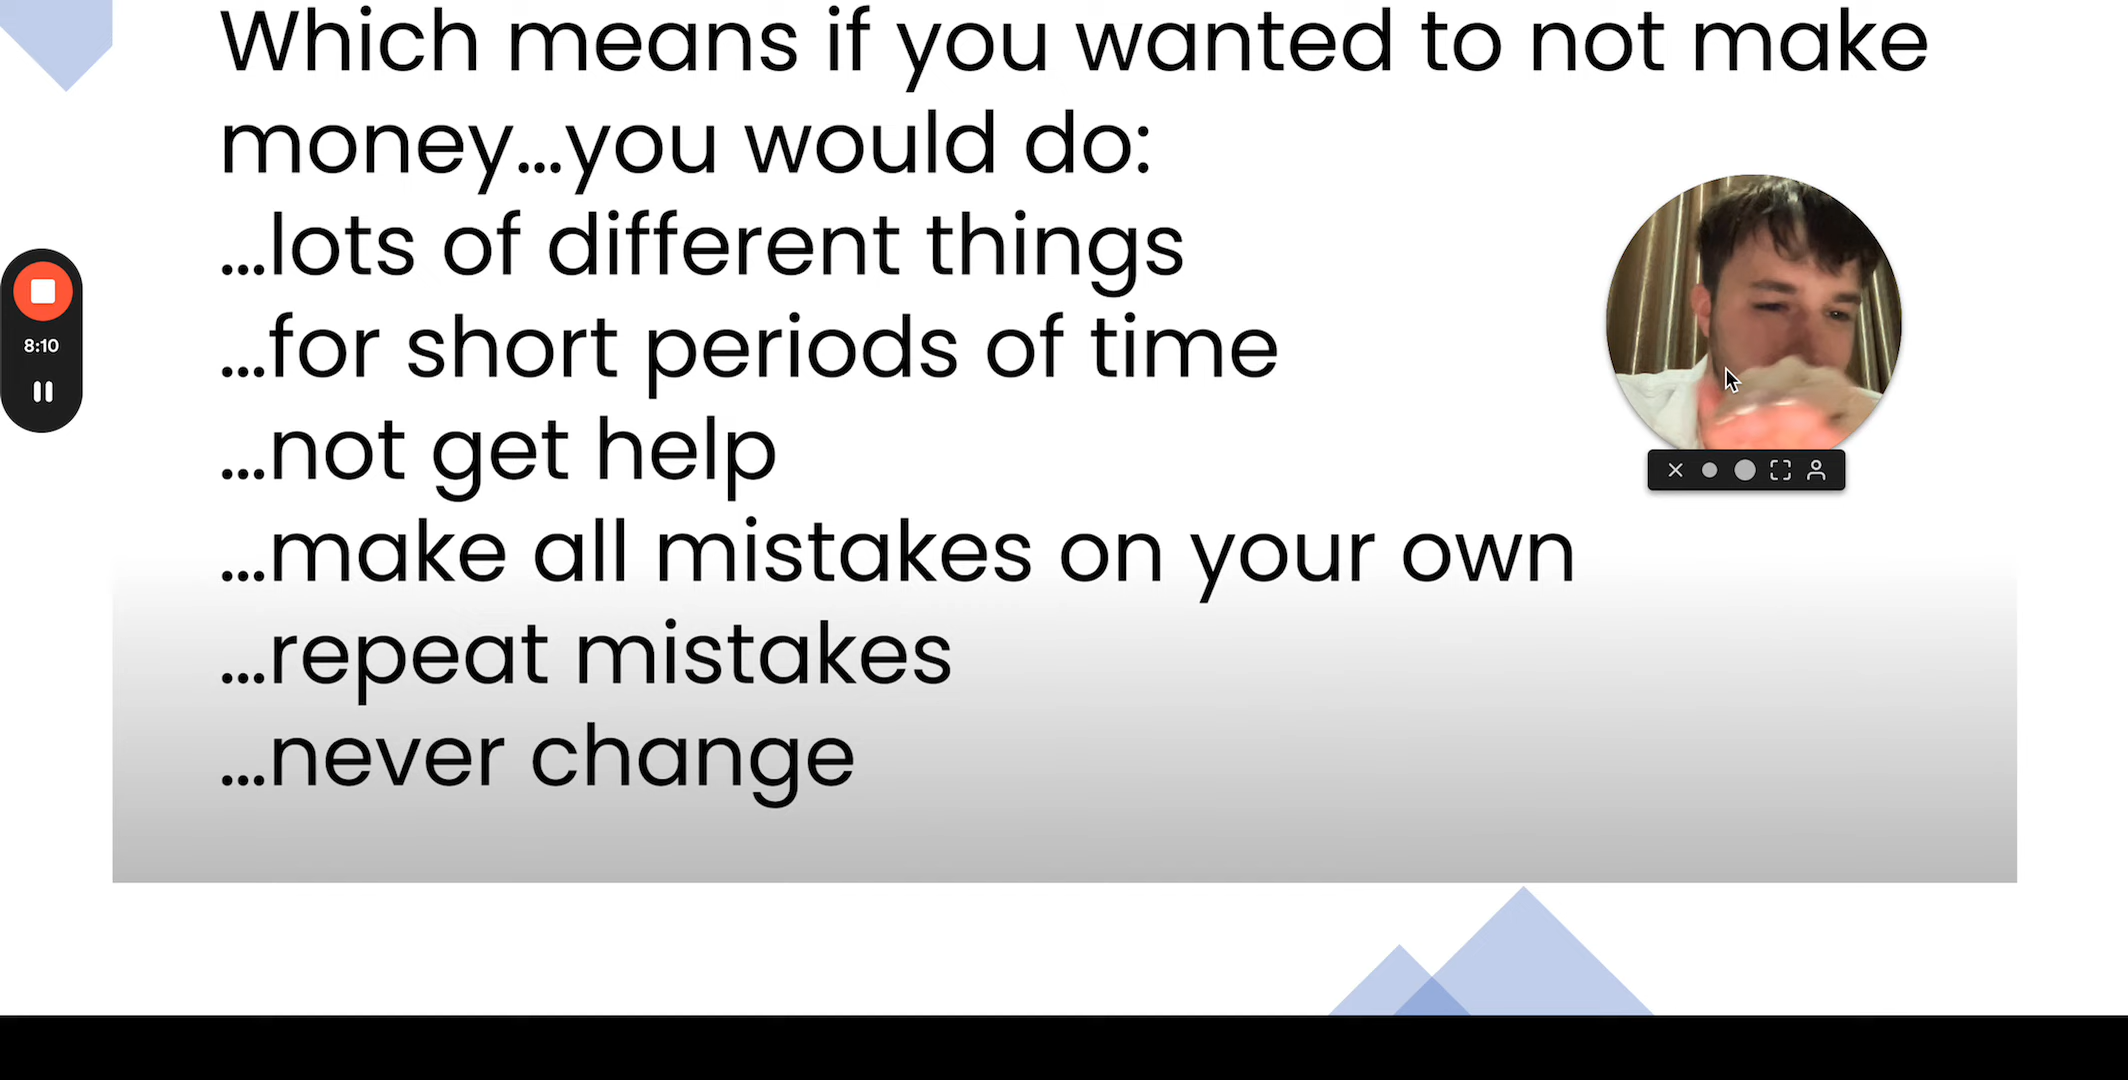 Which means if you wanted to not make
money...you would do:
...lots of different things
...for short periods of time
...not get help
...make all mistakes on your own
...repeat mistakes
...never change
8:10